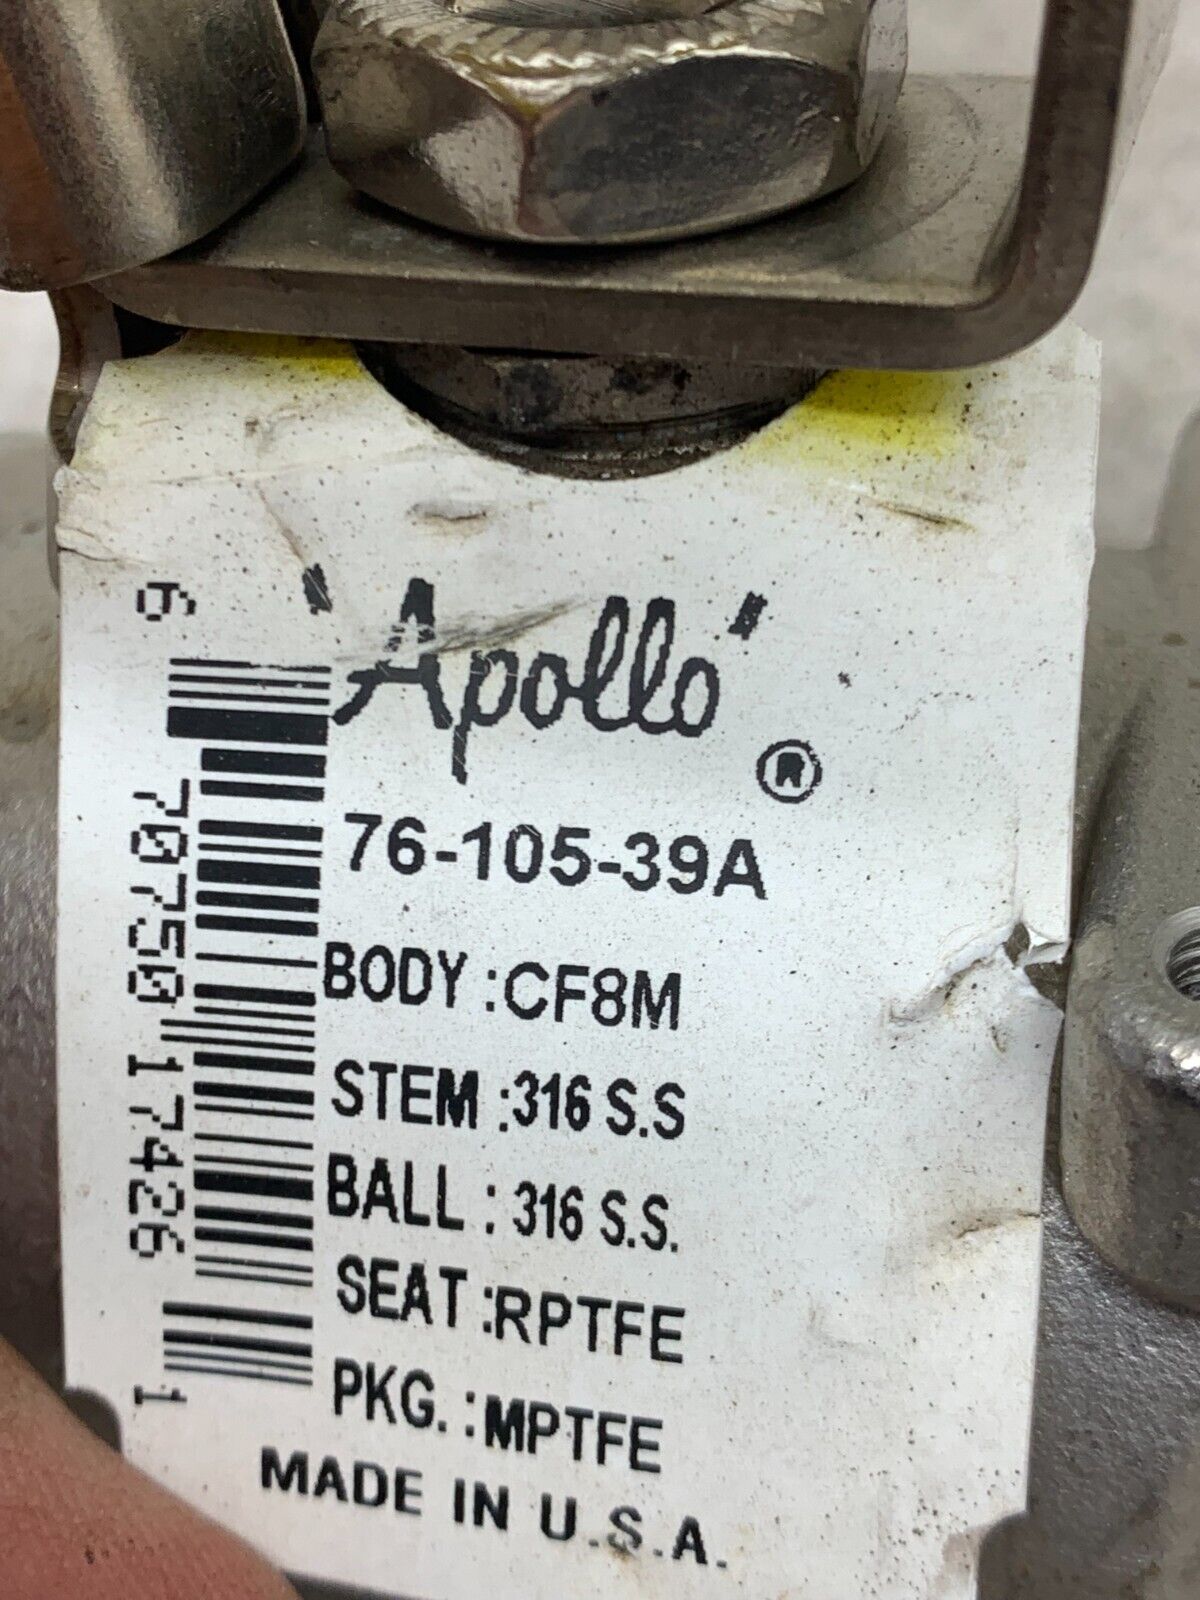 'Apollo' ®
76-105-39A
BODY :CF8M
STEM :316 S.S
BALL : 316 S.S.
SEAT :RPTFE
PKG. :MPTFE
MADE IN U.S.A.
6 70750 17426 1